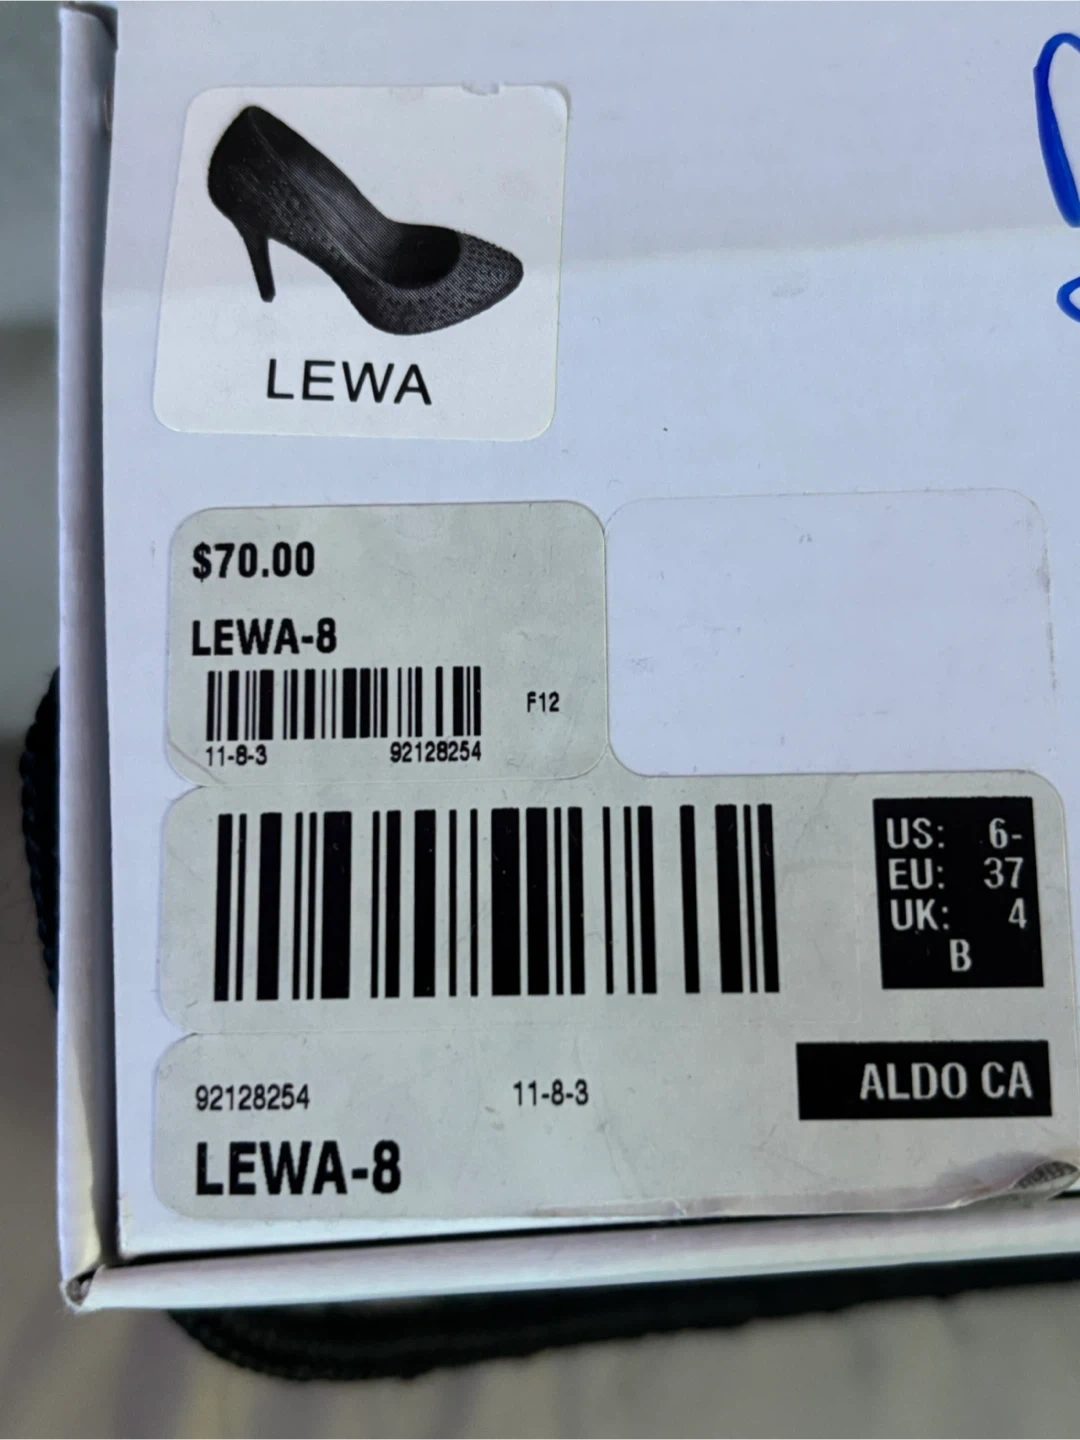 LEWA
$70.00
LEWA-8
F12
11-8-3 92128254
US: 6-
EU: 37
UK: 4
B
ALDO CA
92128254 11-8-3
LEWA-8